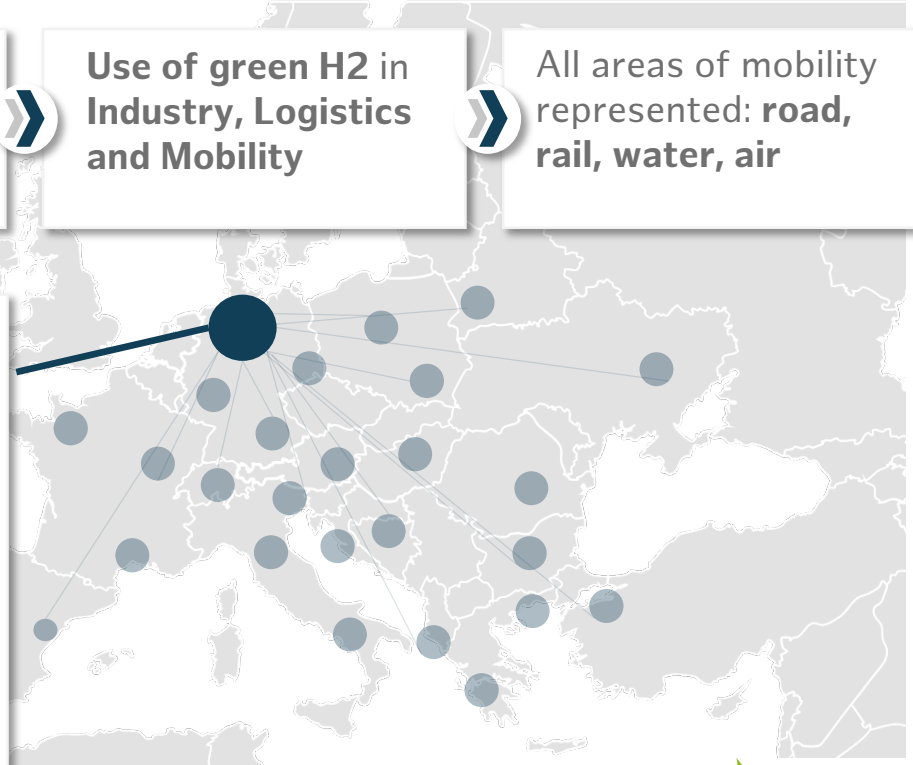 Use of green H2 in
Industry, Logistics
and Mobility
All areas of mobility
represented: road,
rail, water, air